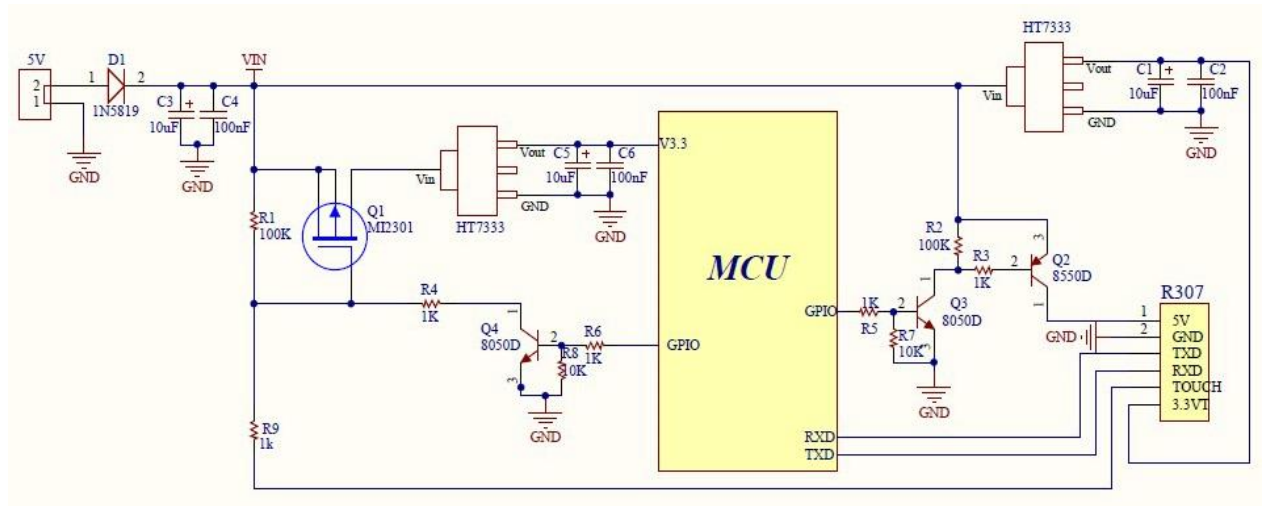 HT7333
5V
D1
VIN
2
1
1
2
1N5819
C3
+
10uF
C4
100nF
GND
GND
Vin
Vout
GND
C1
+
10uF
C2
100nF
GND
Vin
Vout
GND
HT7333
C5
+
10uF
C6
100nF
GND
V3.3
R1
100K
Q1
MI2301
MCU
R2
100K
R3
1K
2
3
1
Q2
8550D
R4
1K
1
Q4
8050D
2
3
R6
1K
R8
10K
GND
GPIO
GPIO
1K
R5
2
1
Q3
8050D
R7
10K
3
GND
R307
1
2
GND
5V
GND
TXD
RXD
TOUCH
3.3VT
R9
1k
RXD
TXD